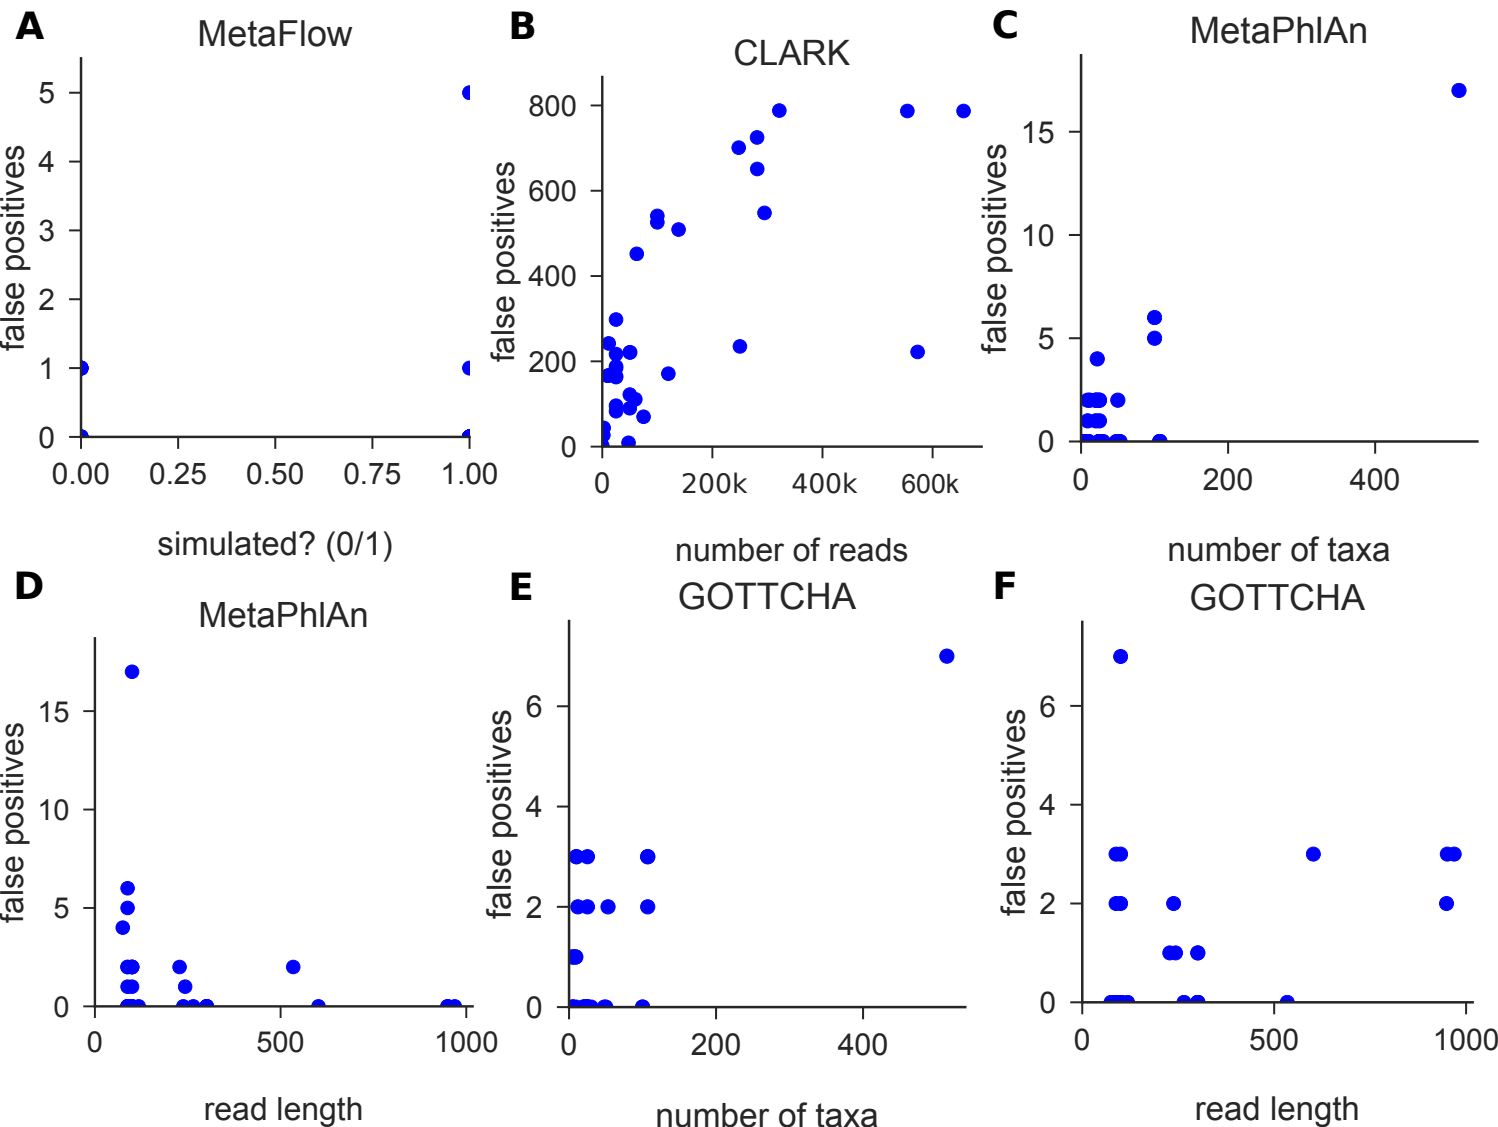 A
MetaFlow
5
4
3
2
1
0
false positives
0.00 0.25 0.50 0.75 1.00
simulated? (0/1)
B
CLARK
800
600
400
200
0
false positives
0 200k 400k 600k
number of reads
C
MetaPhlAn
15
10
5
0
false positives
0 200 400
number of taxa
D
MetaPhlAn
15
10
5
0
false positives
0 500 1000
read length
E
GOTTCHA
6
4
2
0
false positives
0 200 400
number of taxa
F
GOTTCHA
6
4
2
0
false positives
0 500 1000
read length